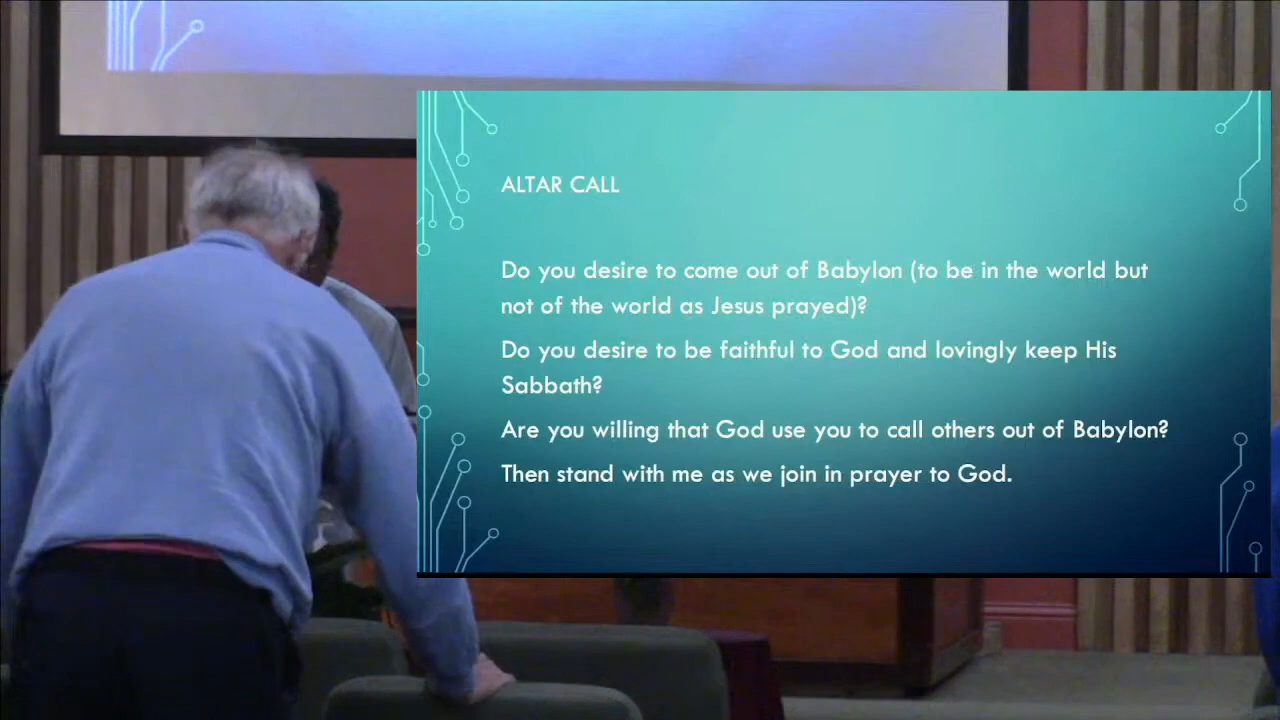 ALTAR CALL
Do you desire to come out of Babylon (to be in the world but
not of the world as Jesus prayed)?
Do you desire to be faithful to God and lovingly keep His
Sabbath?
Are you willing that God use you to call others out of Babylon?
Then stand with me as we join in prayer to God.